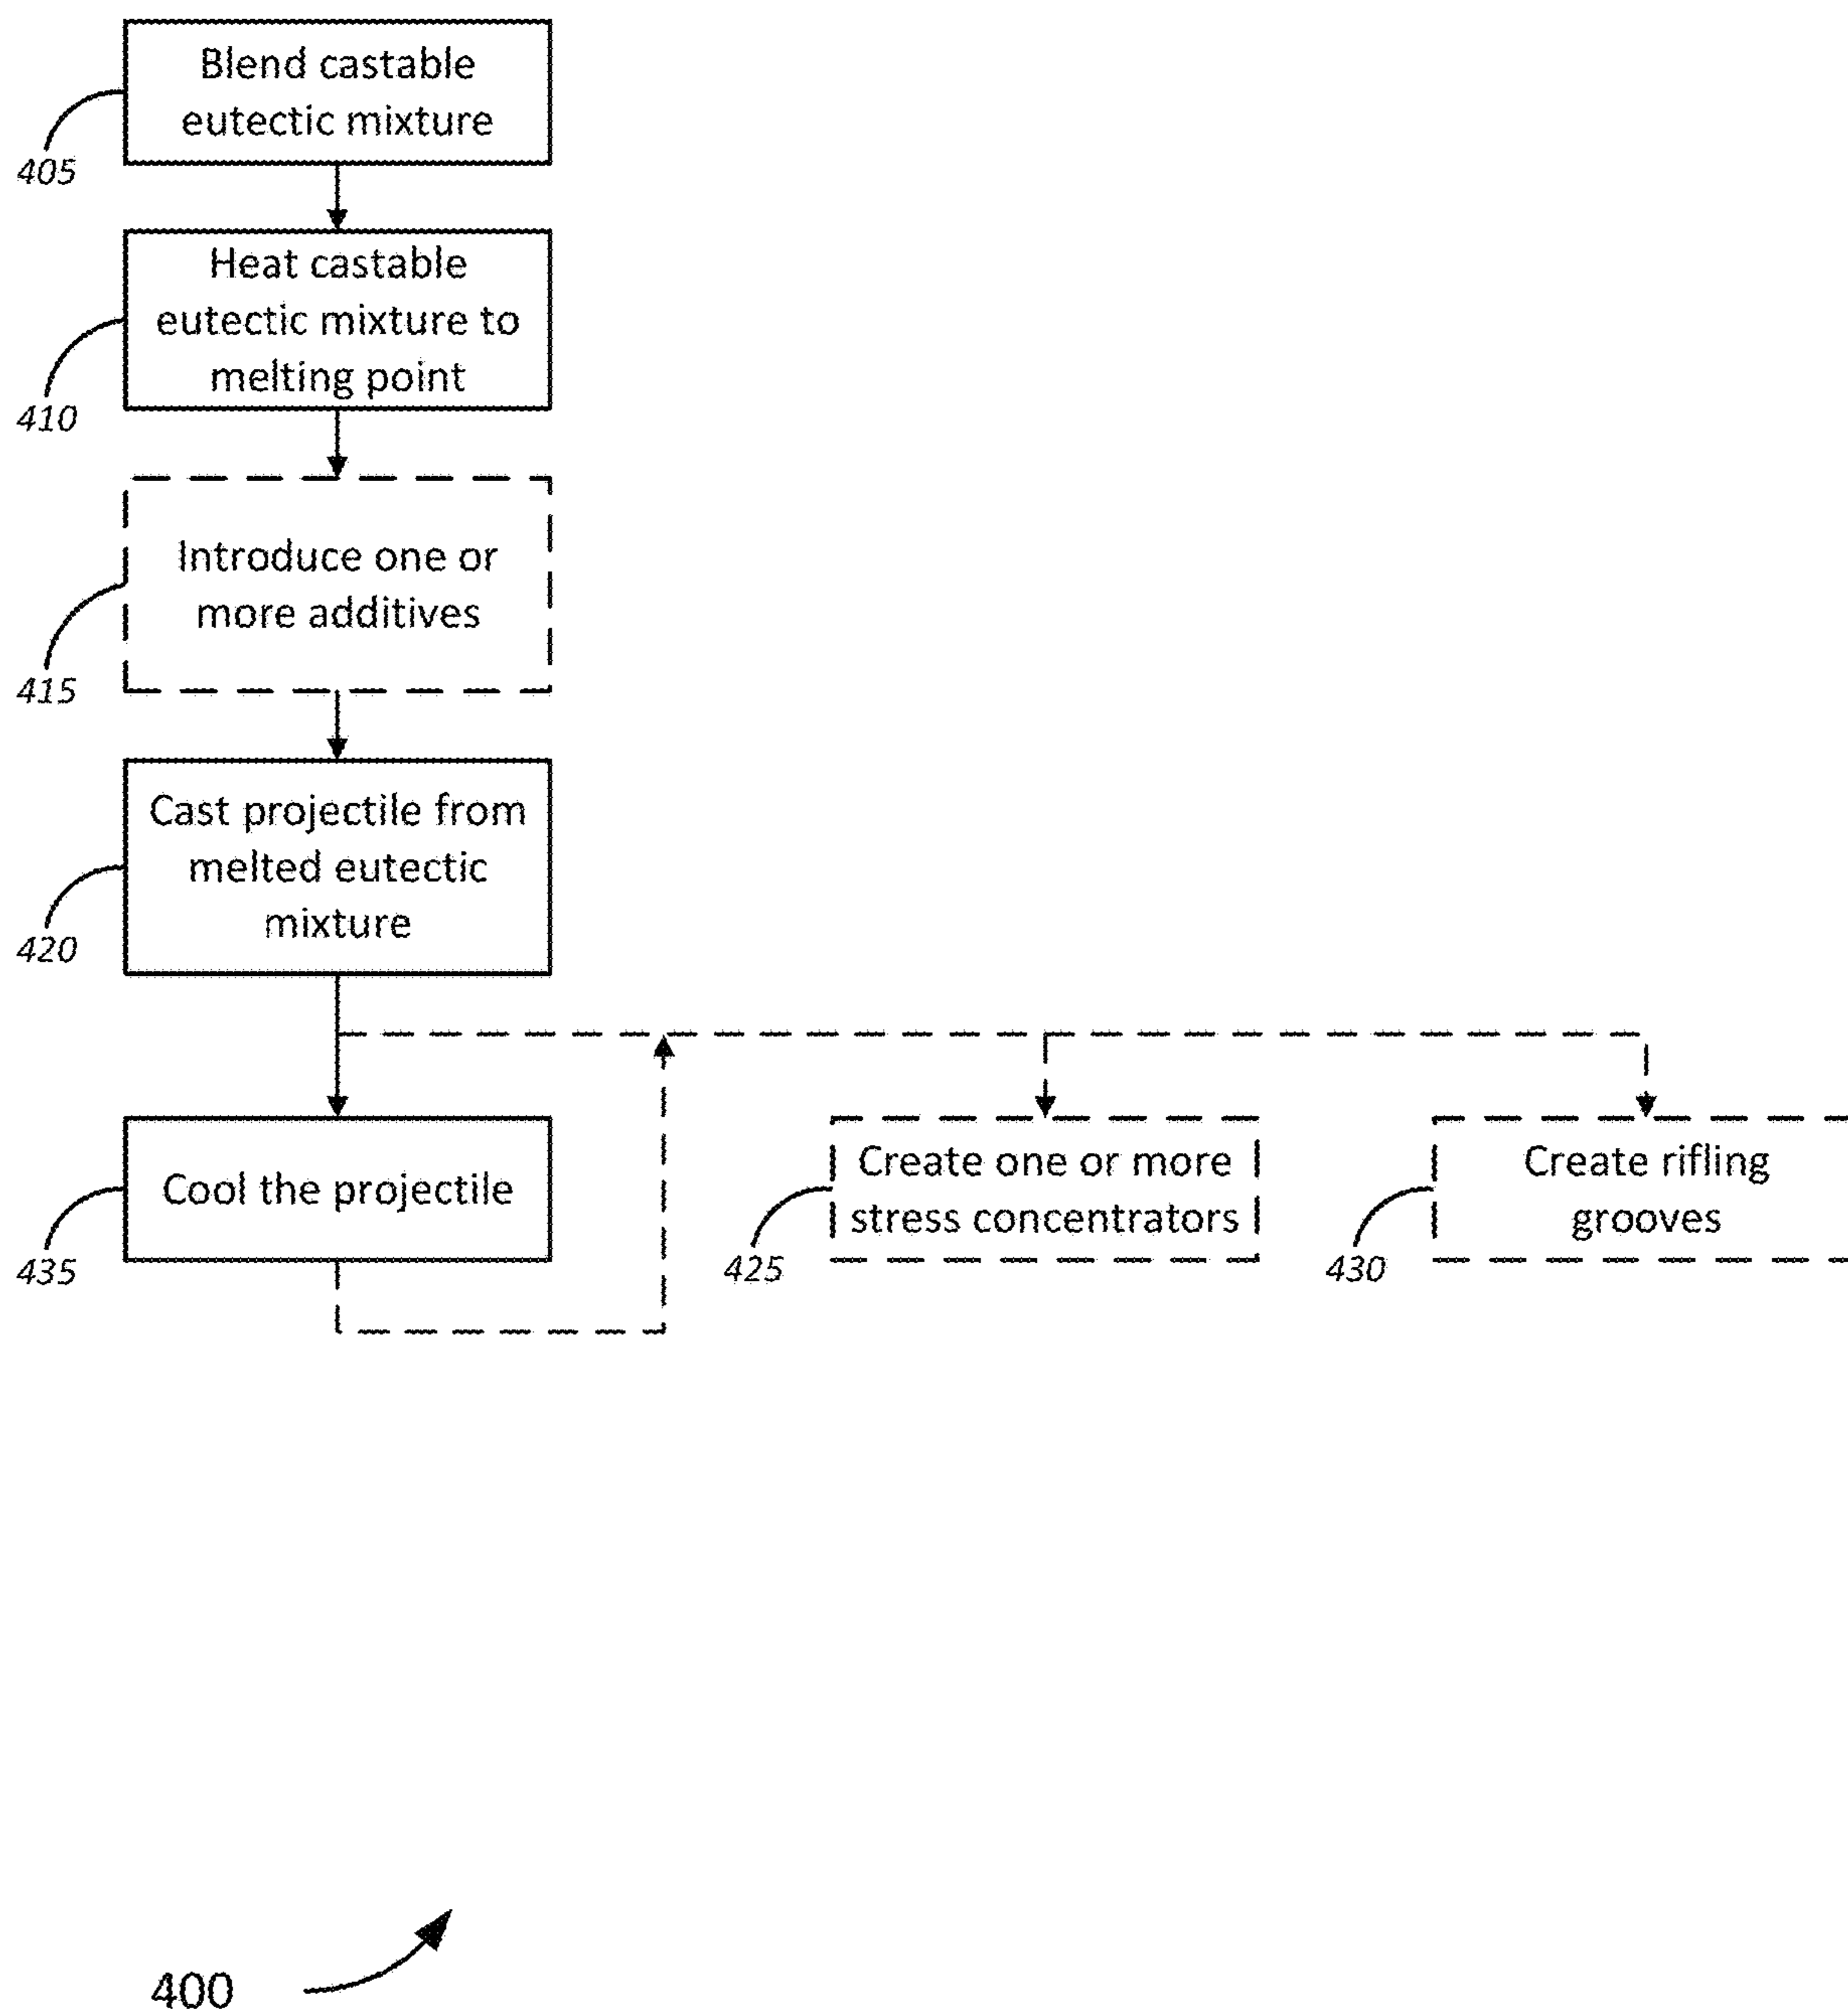 Blend castable
eutectic mixture
405
Heat castable
eutectic mixture to
melting point
410
Introduce one or
more additives
415
Cast projectile from
melted eutectic
mixture
420
Cool the projectile
435
Create one or more
stress concentrators
425
Create rifling
grooves
430
400